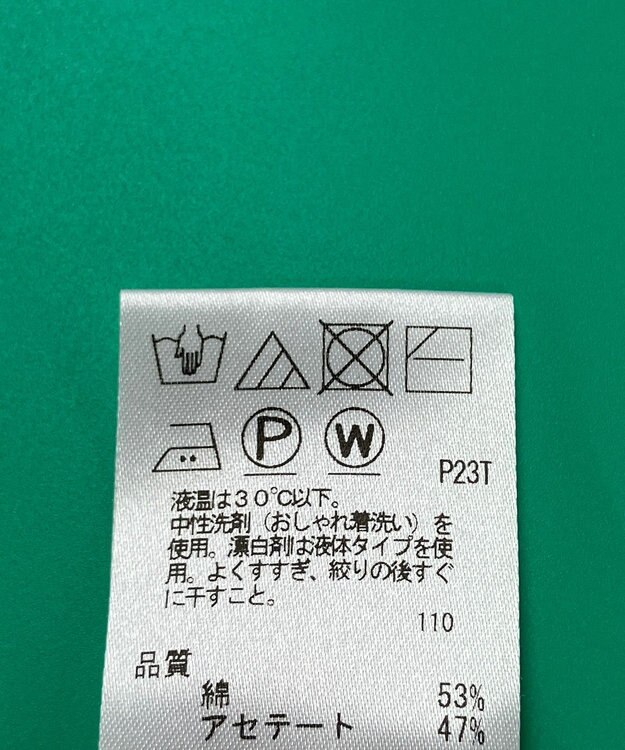 P W
P23T
液温は30℃以下。
中性洗剤（おしゃれ着洗い）を
使用。漂白剤は液体タイプを使
用。よくすすぎ、絞りの後すぐ
に干すこと。
110
品質
綿 53%
アセテート 47%